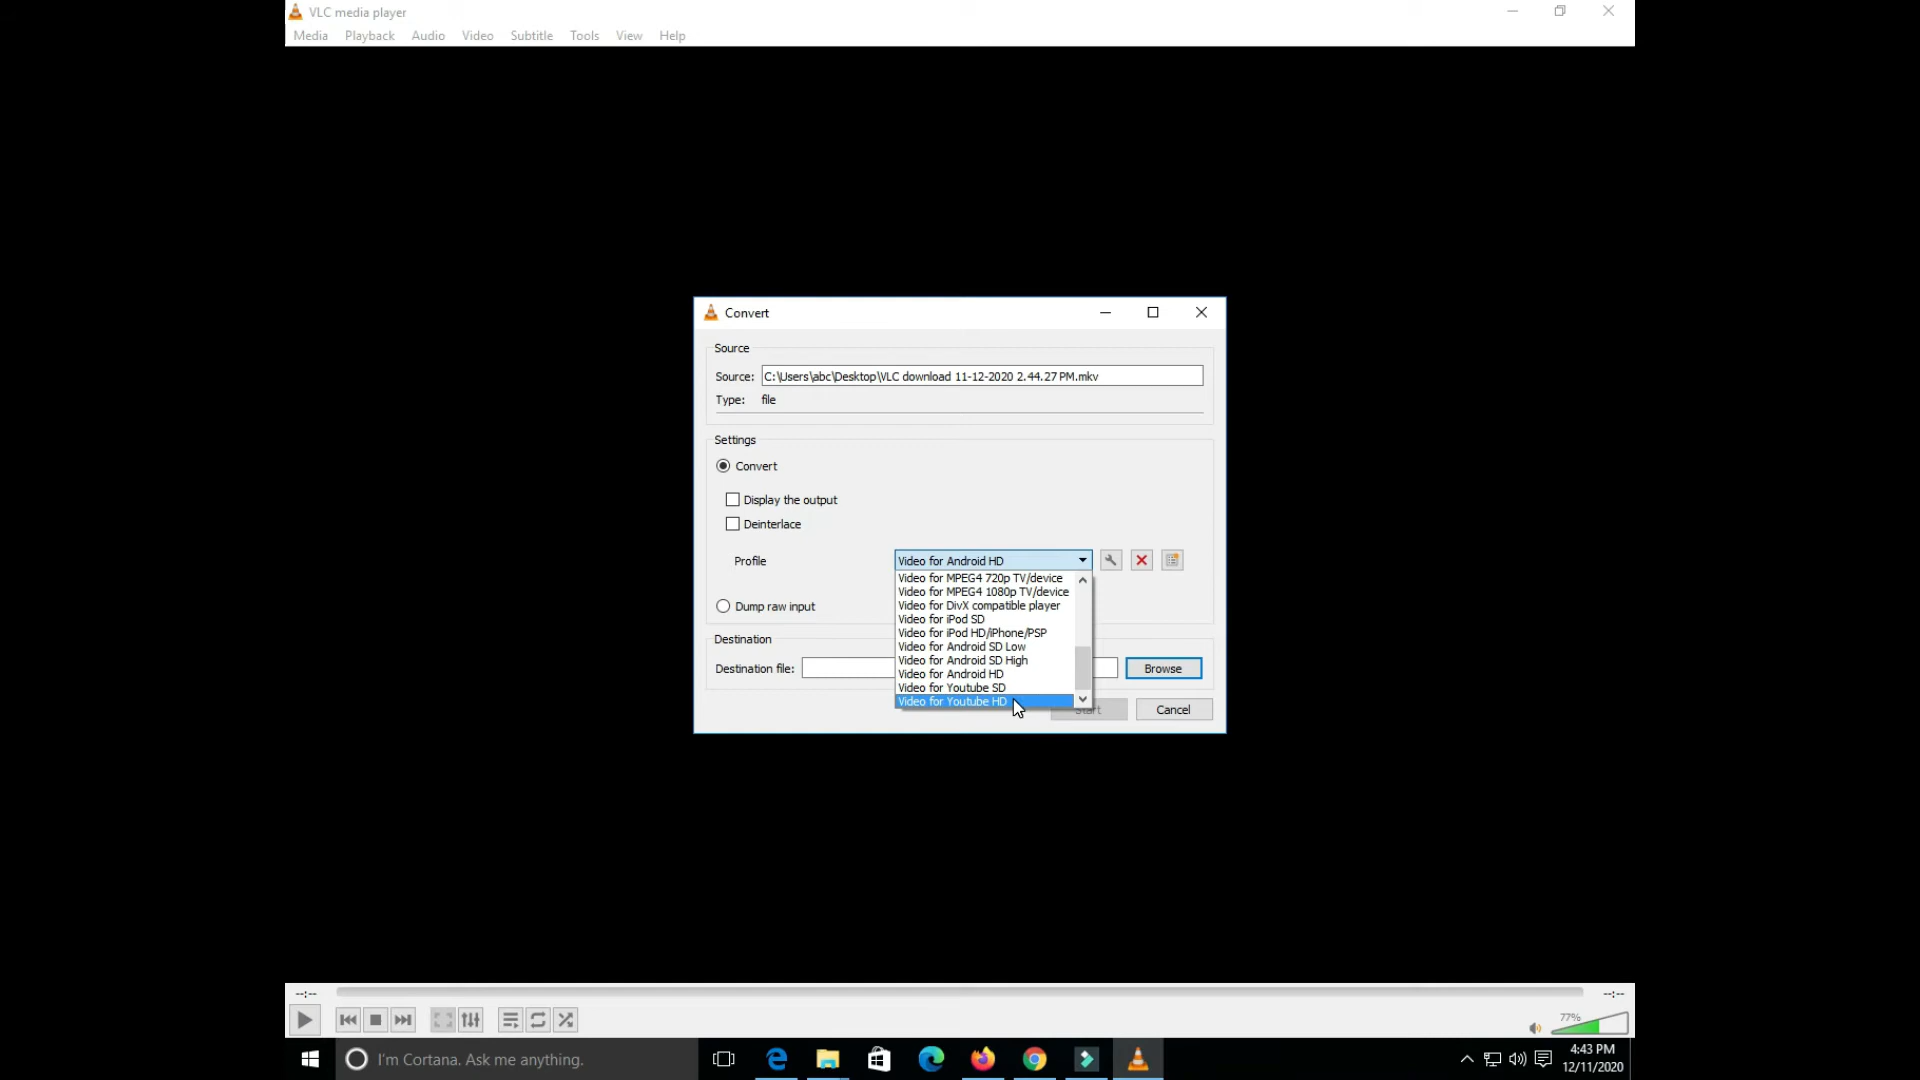 VLC media player
Media Playback Audio Video Subtitle Tools View Help
Convert
Source
Source: C:\Users\abc\Desktop\VLC download 11-12-2020 2.44.27 PM.mkv
Type: file
Settings
Convert
Display the output
Deinterlace
Profile Video for Android HD
Video for MPEG4 720p TV/device
Video for MPEG4 1080p TV/device
Video for DivX compatible player
Dump raw input
Video for iPod SD
Video for iPod HD/iPhone/PSP
Destination
Video for Android SD Low
Video for Android SD High
Destination file: Browse
Video for Android HD
Video for Youtube SD
Video for Youtube HD
Start Cancel
--:-- --:--
77%
I'm Cortana. Ask me anything.
4:43 PM
12/11/2020